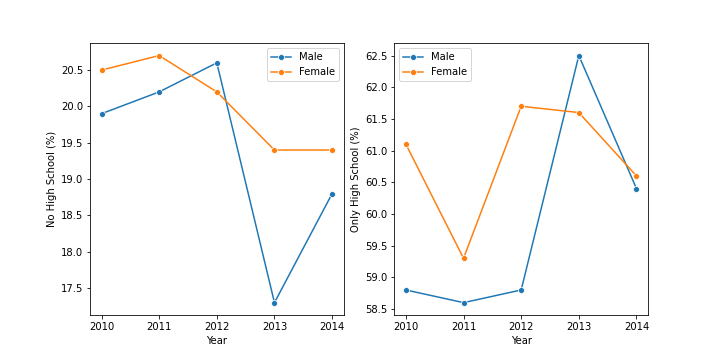 No High School (%)
20.5
20.0
19.5
19.0
18.5
18.0
17.5
2010 2011 2012 2013 2014
Year
Male
Female
Only High School (%)
62.5
62.0
61.5
61.0
60.5
60.0
59.5
59.0
58.5
2010 2011 2012 2013 2014
Year
Male
Female